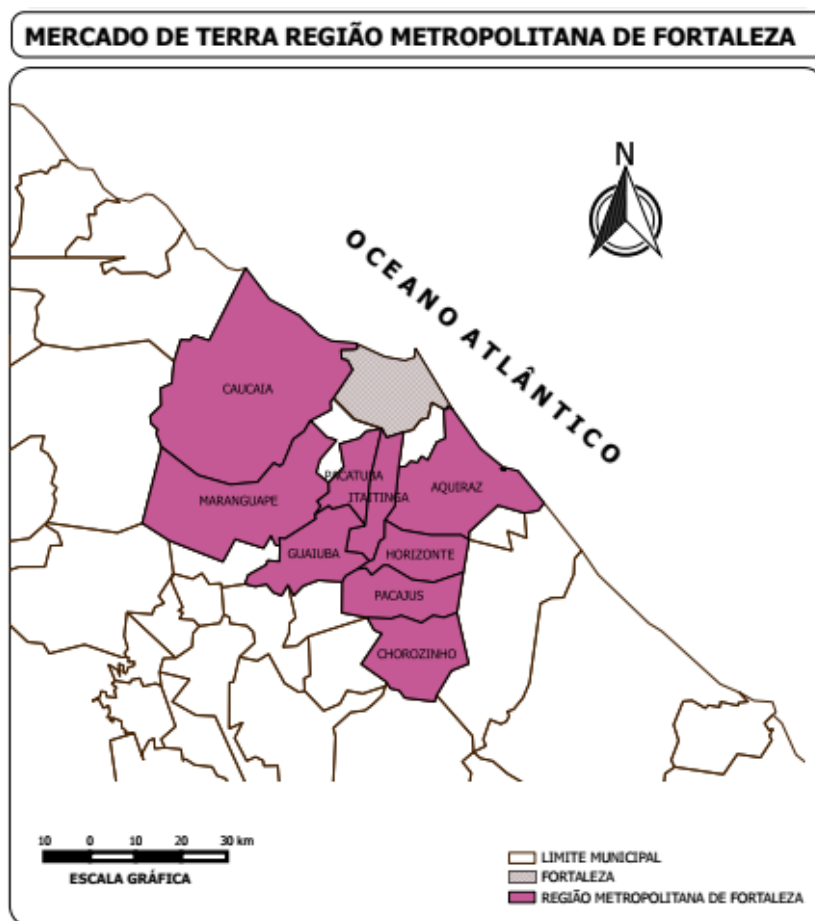 MERCADO DE TERRA REGIÃO METROPOLITANA DE FORTALEZA
N
OCEANO ATLÂNTICO
CAUCAIA
PACATUBA
MARANGUAPE
ITAITINGA
AQUIRAZ
GUAIUBA
HORIZONTE
PACAJUS
CHOROZINHO
10 0 10 20 30 km
ESCALA GRÁFICA
LIMITE MUNICIPAL
FORTALEZA
REGIÃO METROPOLITANA DE FORTALEZA